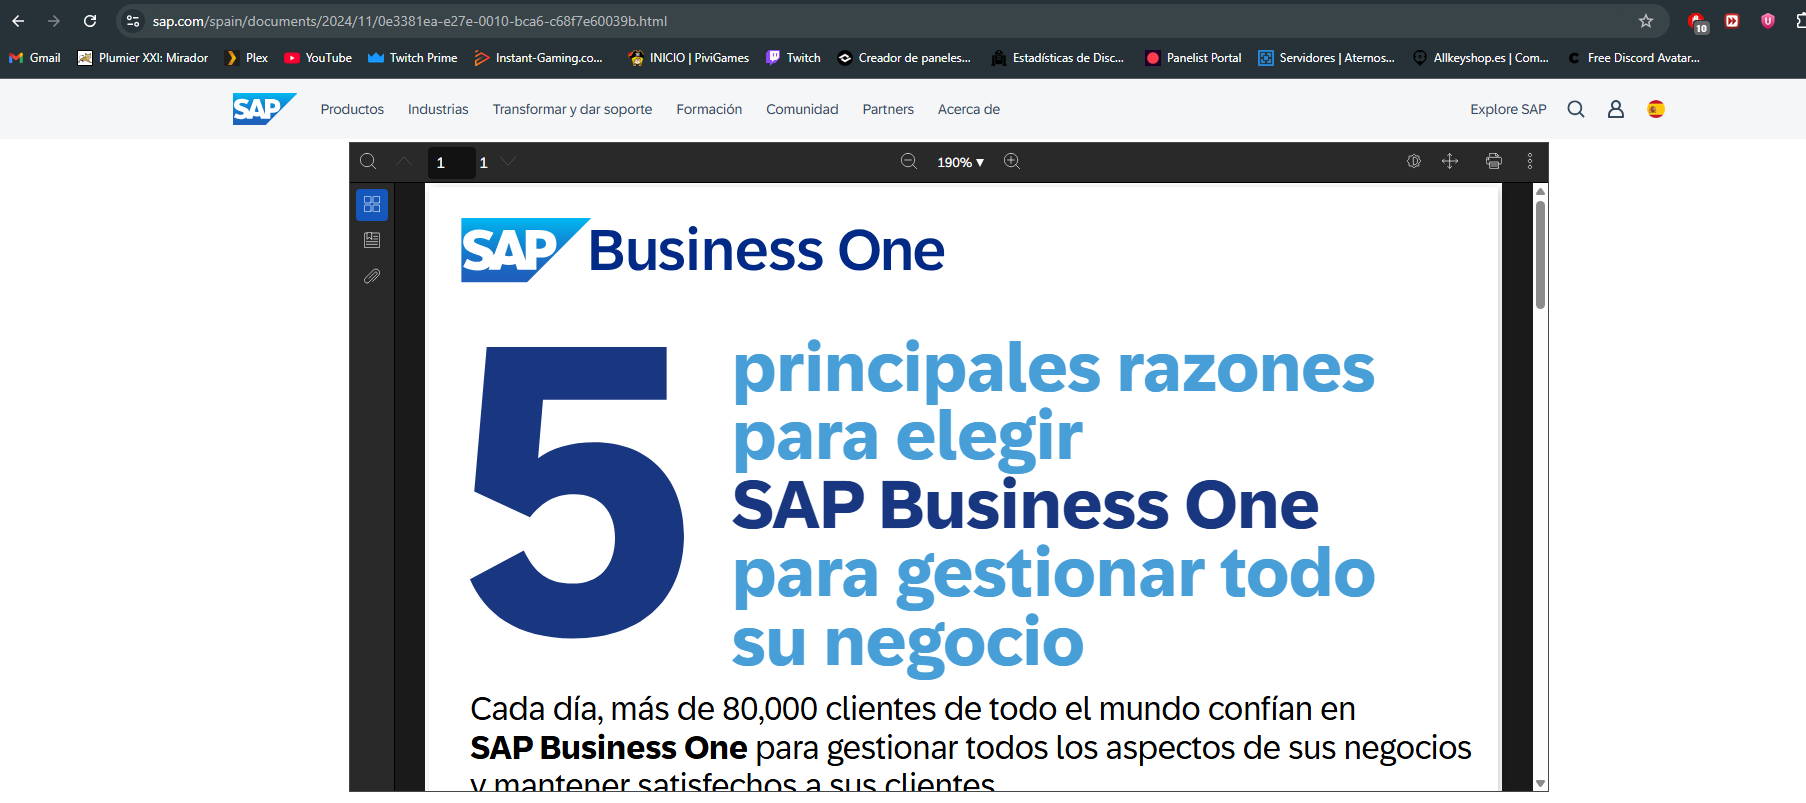 sap.com/spain/documents/2024/11/0e3381ea-e27e-0010-bca6-c68f7e60039b.html
10
Gmail
Plumier XXI: Mirador
Plex
YouTube
Twitch Prime
Instant-Gaming.co...
INICIO | PiviGames
Twitch
Creador de paneles...
Estadísticas de Disc...
Panelist Portal
Servidores | Aternos...
Allkeyshop.es | Com...
Free Discord Avatar...
SAP
Productos
Industrias
Transformar y dar soporte
Formación
Comunidad
Partners
Acerca de
Explore SAP
1
1
190%
SAP Business One
5
principales razones
para elegir
SAP Business One
para gestionar todo
su negocio
Cada día, más de 80,000 clientes de todo el mundo confían en
SAP Business One para gestionar todos los aspectos de sus negocios
y mantener satisfechos a sus clientes